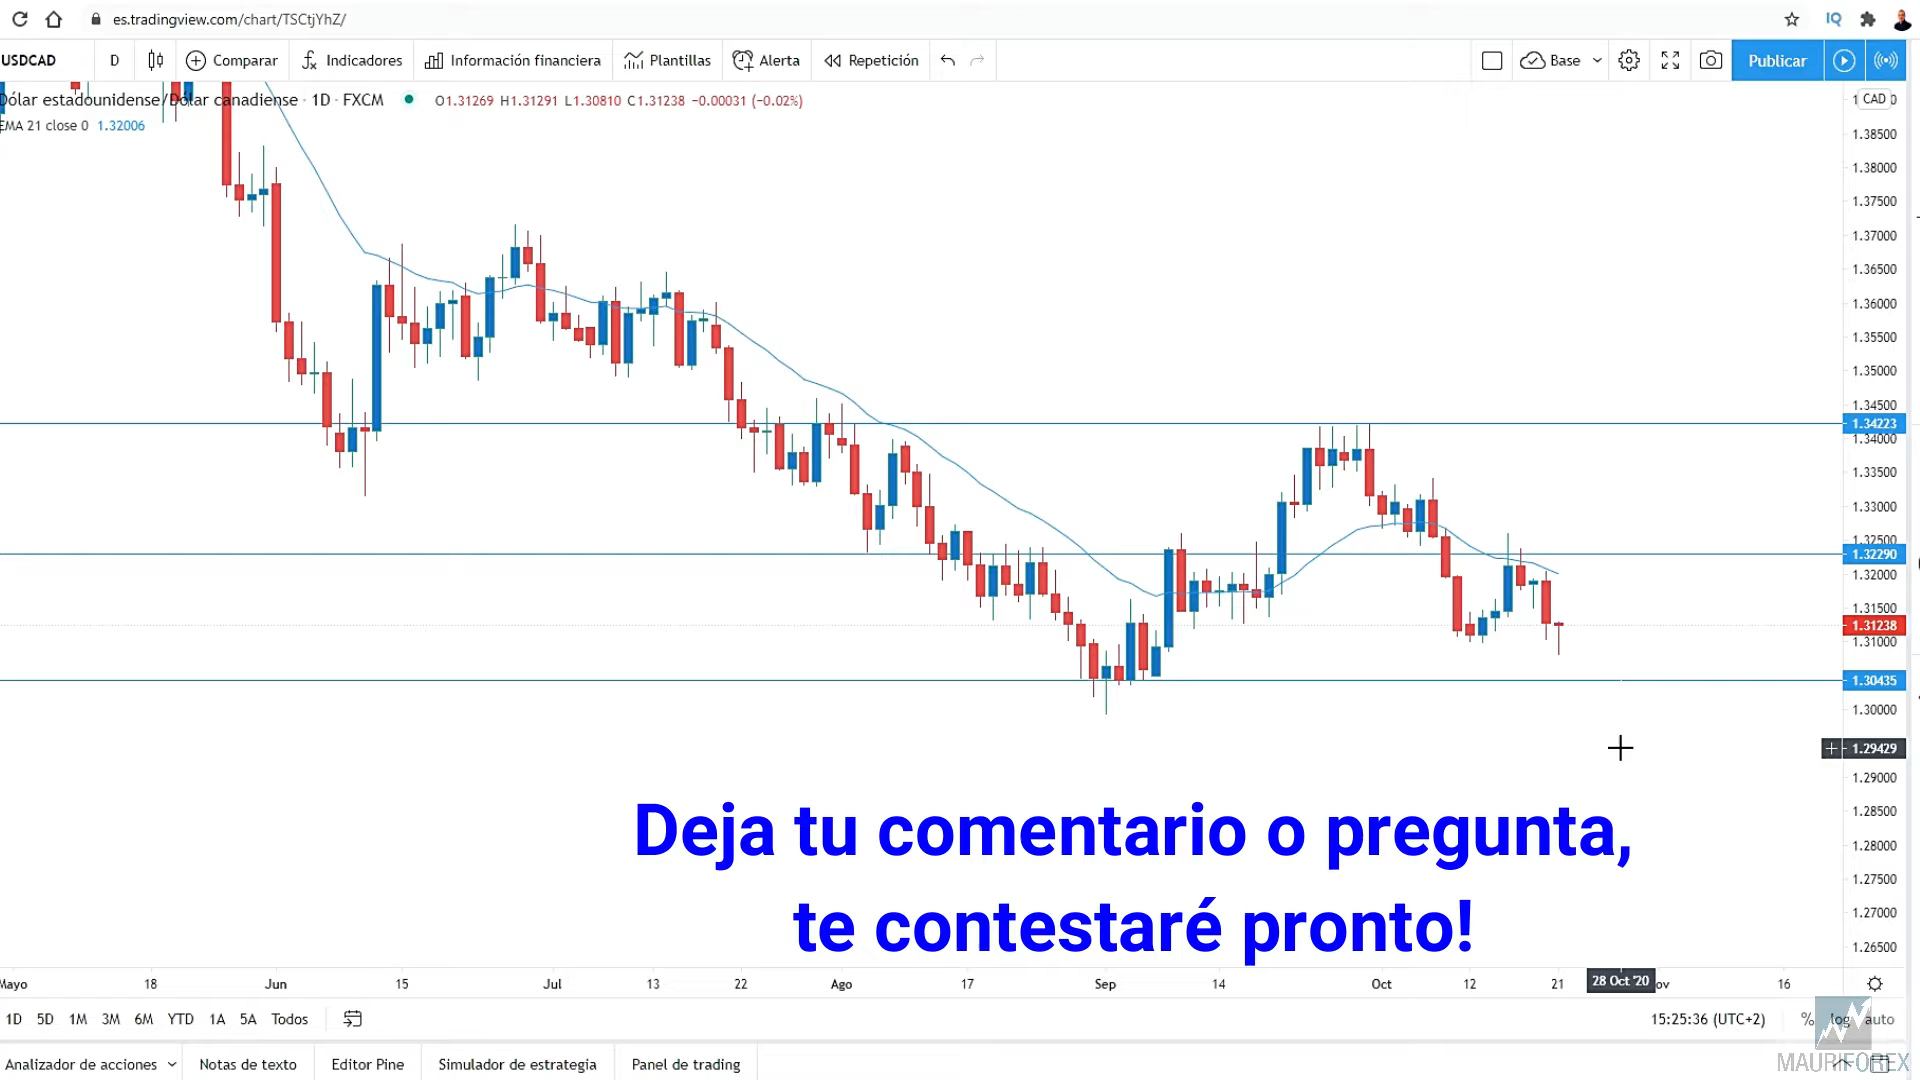 es.tradingview.com/chart/TSCtjYhZ/
IQ
USDCAD
D
Comparar
Indicadores
Información financiera
Plantillas
Alerta
Repetición
Base
Publicar
Dólar estadounidense/Dólar canadiense · 1D · FXCM
O1.31269 H1.31291 L1.30810 C1.31238 −0.00031 (−0.02%)
EMA 21 close 0 1.32006
CAD
1.38500
1.38000
1.37500
1.37000
1.36500
1.36000
1.35500
1.35000
1.34500
1.34223
1.34000
1.33500
1.33000
1.32500
1.32290
1.32000
1.31500
1.31238
1.31000
1.30435
1.30000
1.29429
1.29000
1.28500
1.28000
1.27500
1.27000
1.26500
Deja tu comentario o pregunta,
te contestaré pronto!
Mayo 18 Jun 15 Jul 13 22 Ago 17 Sep 14 Oct 12 21 28 Oct '20 ov 16
1D 5D 1M 3M 6M YTD 1A 5A Todos
15:25:36 (UTC+2) % log auto
Analizador de acciones Notas de texto Editor Pine Simulador de estrategia Panel de trading
MAURIFOREX